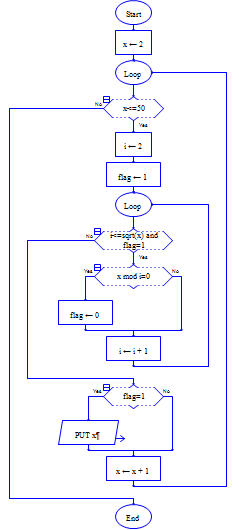 Start
x ← 2
Loop
No
x<=50
Yes
i ← 2
flag ← 1
Loop
No
i<=sqrt(x) and
flag=1
Yes
Yes
x mod i=0
No
flag ← 0
i ← i + 1
Yes
flag=1
No
PUT x¶
x ← x + 1
End